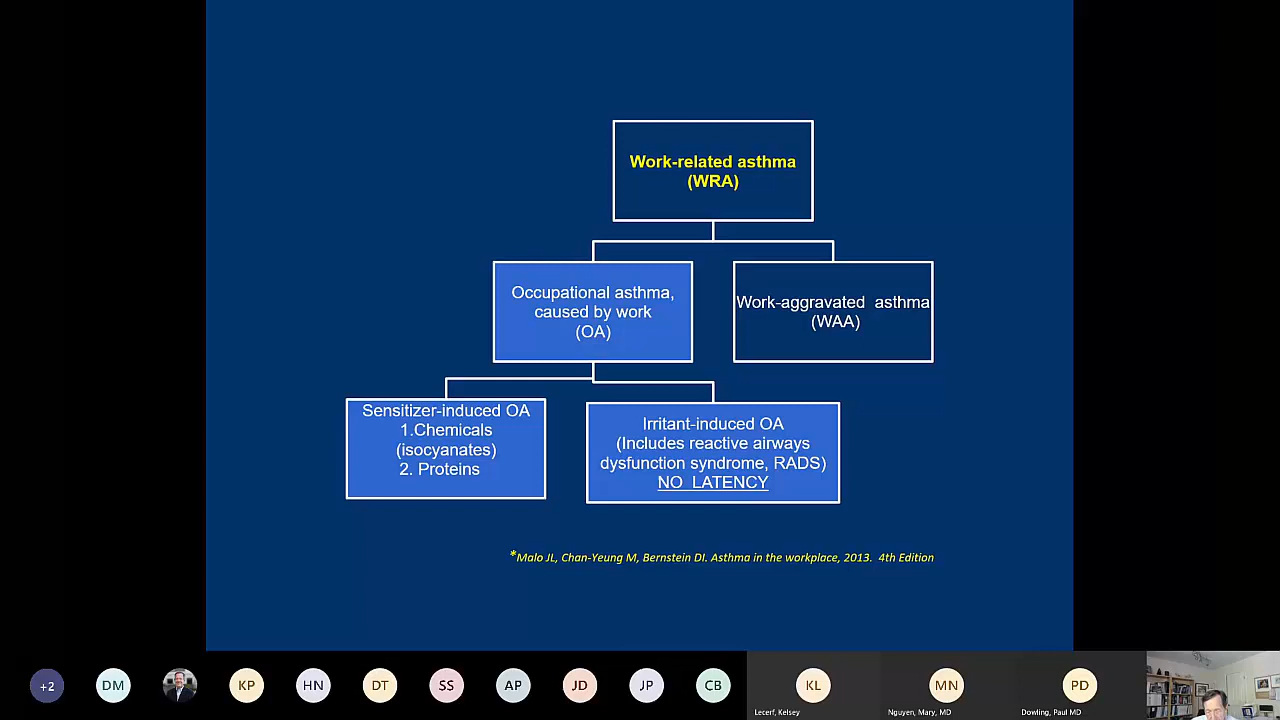 Work-related asthma
(WRA)
Occupational asthma,
caused by work
(OA)
Work-aggravated  asthma
(WAA)
Sensitizer-induced OA
1.Chemicals
(isocyanates)
2. Proteins
Irritant-induced OA
(Includes reactive airways
dysfunction syndrome, RADS)
NO  LATENCY
*Malo JL, Chan-Yeung M, Bernstein DI. Asthma in the workplace, 2013.  4th Edition
+2
DM
KP
HN
DT
SS
AP
JD
JP
CB
KL
MN
PD
Lecerf, Kelsey
Nguyen, Mary, MD
Dowling, Paul MD